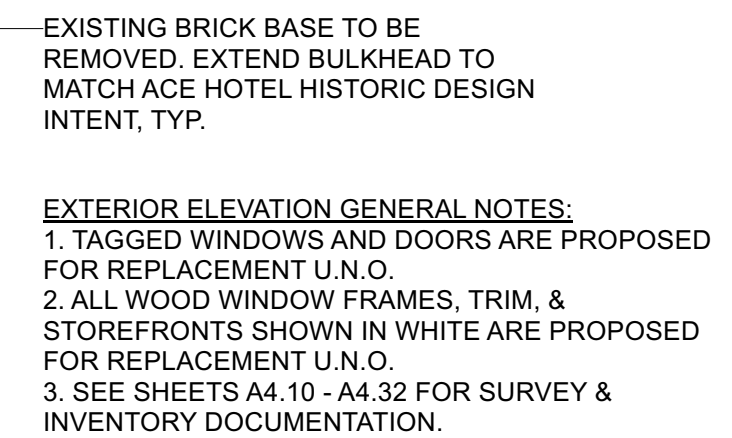 EXISTING BRICK BASE TO BE
REMOVED. EXTEND BULKHEAD TO
MATCH ACE HOTEL HISTORIC DESIGN
INTENT, TYP.
EXTERIOR ELEVATION GENERAL NOTES:
1. TAGGED WINDOWS AND DOORS ARE PROPOSED
FOR REPLACEMENT U.N.O.
2. ALL WOOD WINDOW FRAMES, TRIM, &
STOREFRONTS SHOWN IN WHITE ARE PROPOSED
FOR REPLACEMENT U.N.O.
3. SEE SHEETS A4.10 - A4.32 FOR SURVEY &
INVENTORY DOCUMENTATION.